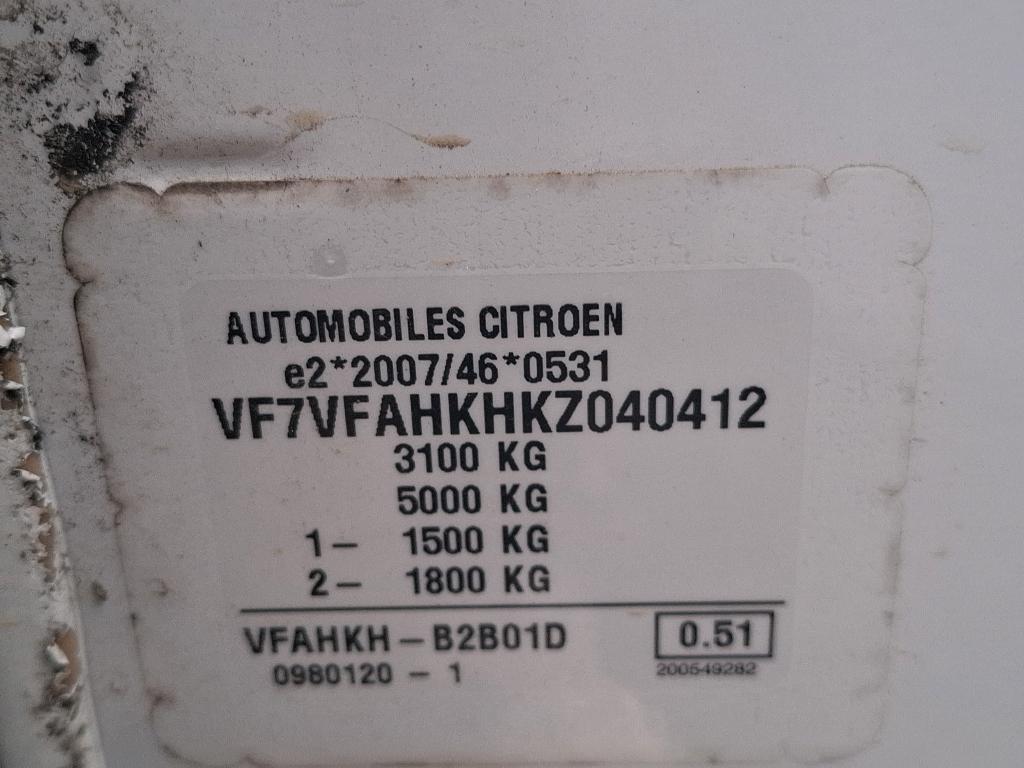 AUTOMOBILES CITROEN
e2*2007/46*0531
VF7VFAHKHKZ040412
3100 KG
5000 KG
1- 1500 KG
2- 1800 KG
VFAHKH-B2B01D 0.51
0980120 - 1 200549282